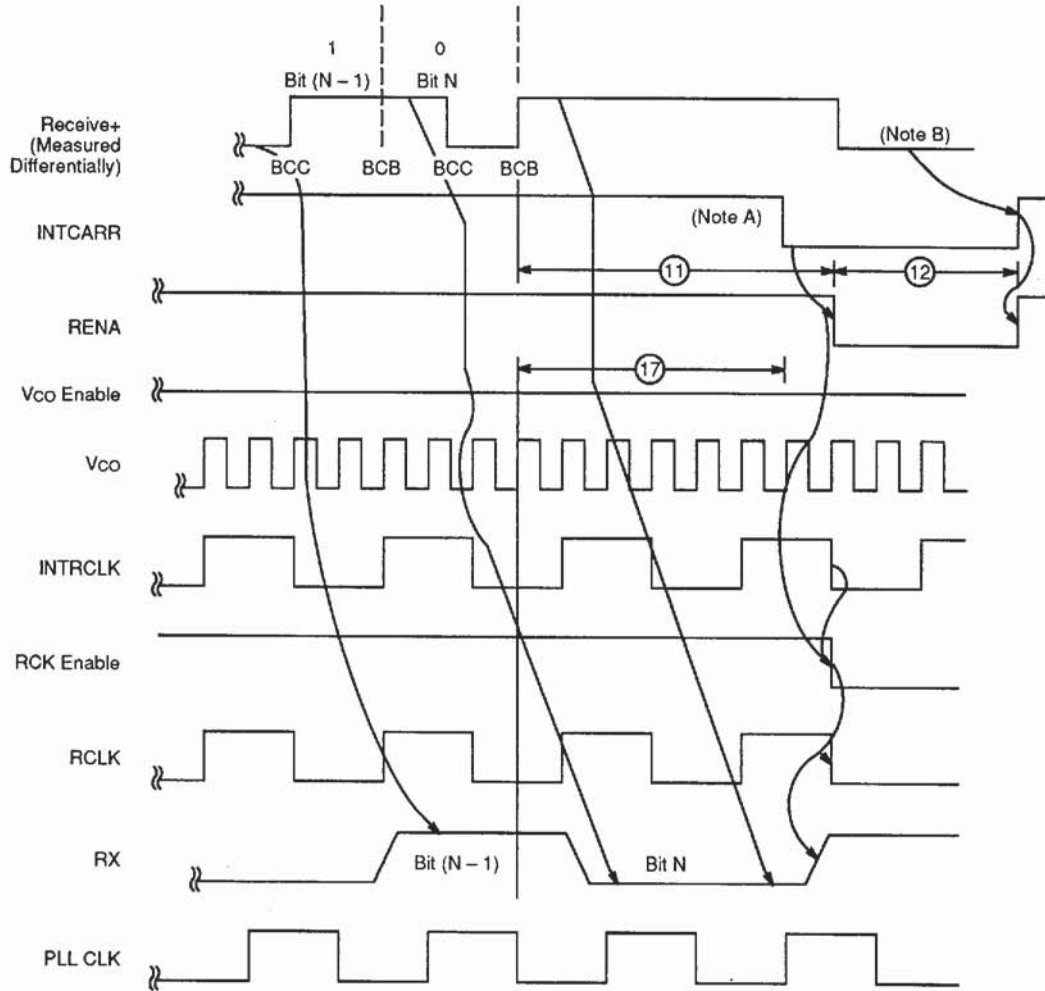 1 0
Bit (N – 1) Bit N
Receive+
(Measured
Differentially)
(Note B)
BCC BCB BCC BCB
INTCARR
(Note A)
11 12
RENA
17
VCO Enable
VCO
INTRCLK
RCK Enable
RCLK
RX
Bit (N – 1) Bit N
PLL CLK